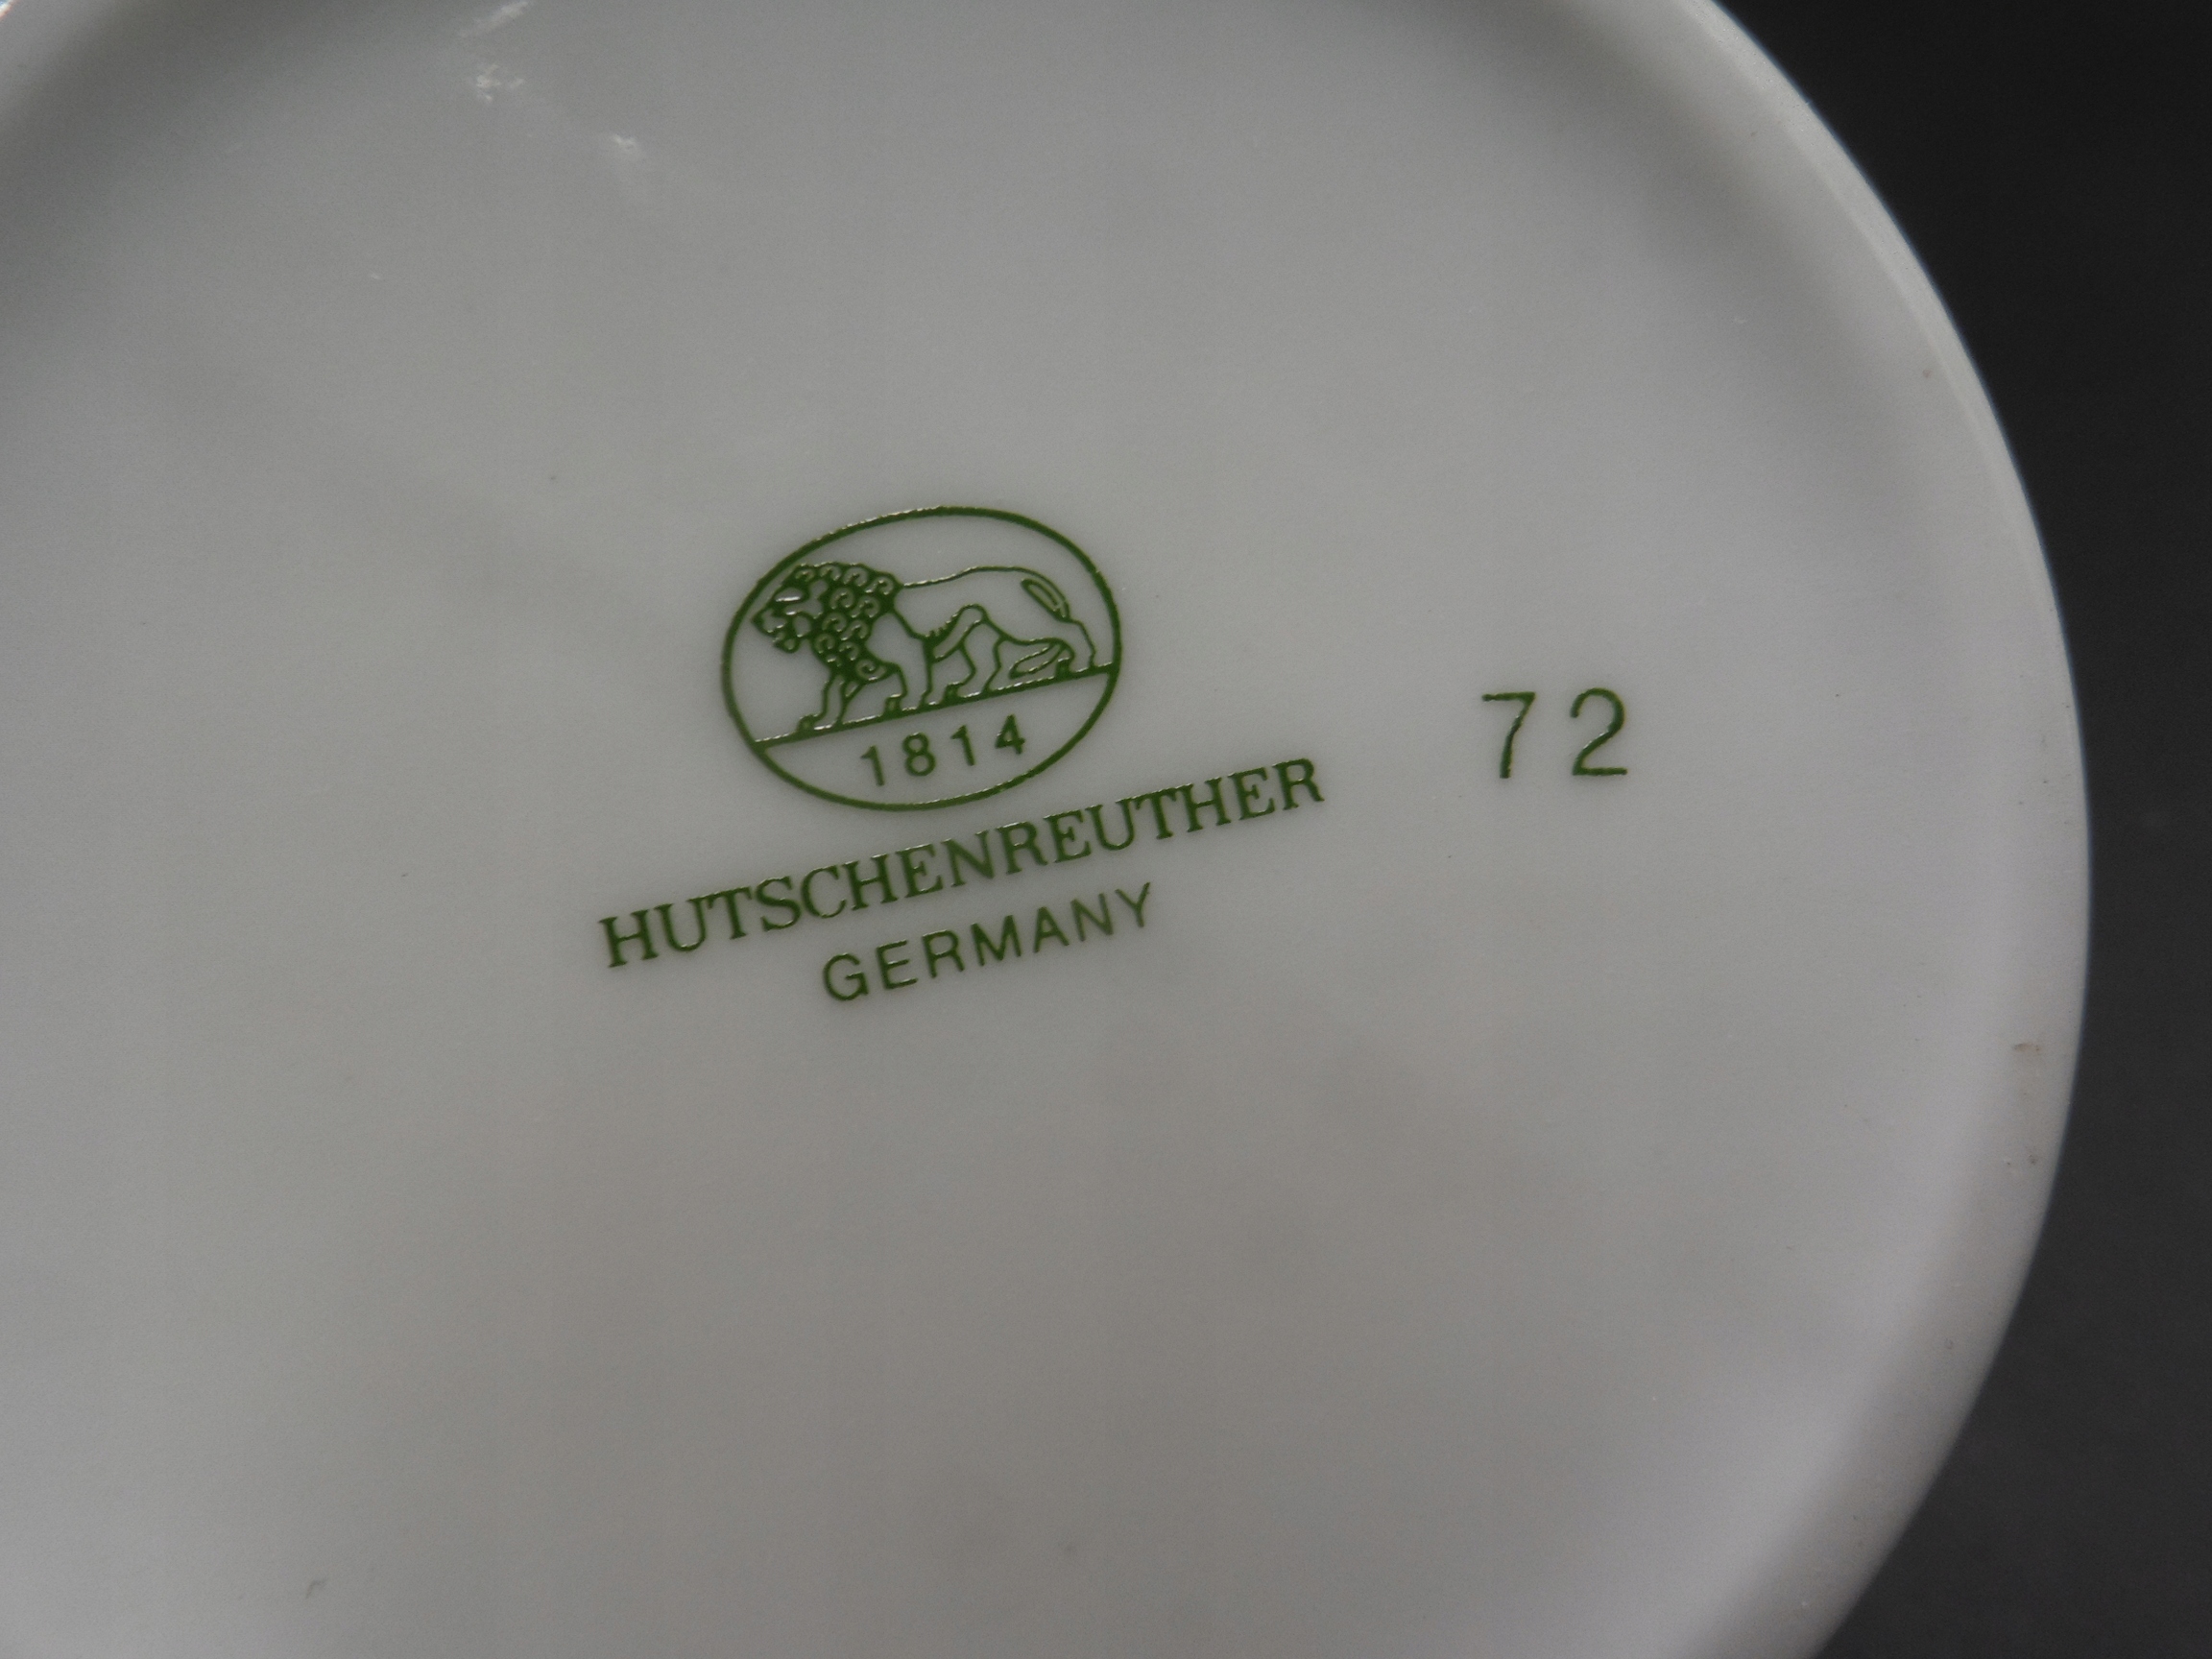 1814
HUTSCHENREUTHER
GERMANY
72